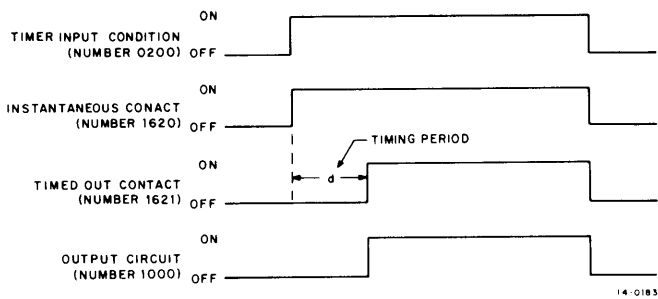 ON
TIMER INPUT CONDITION
(NUMBER 0200) OFF
ON
INSTANTANEOUS CONACT
(NUMBER 1620) OFF
TIMING PERIOD
ON
d
TIMED OUT CONTACT
(NUMBER 1621) OFF
ON
OUTPUT CIRCUIT
(NUMBER 1000) OFF
14-0183